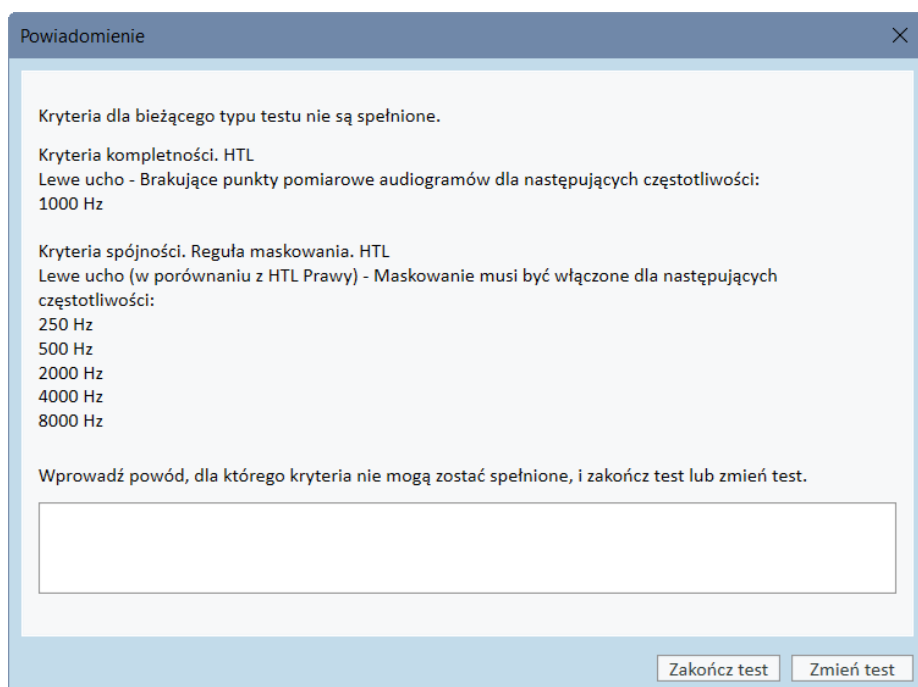 Powiadomienie
Kryteria dla bieżącego typu testu nie są spełnione.
Kryteria kompletności. HTL
Lewe ucho - Brakujące punkty pomiarowe audiogramów dla następujących częstotliwości:
1000 Hz
Kryteria spójności. Reguła maskowania. HTL
Lewe ucho (w porównaniu z HTL Prawy) - Maskowanie musi być włączone dla następujących
częstotliwości:
250 Hz
500 Hz
2000 Hz
4000 Hz
8000 Hz
Wprowadź powód, dla którego kryteria nie mogą zostać spełnione, i zakończ test lub zmień test.
Zakończ test Zmień test